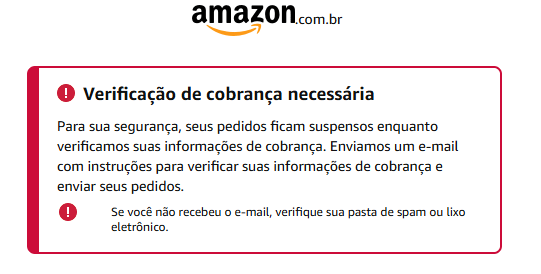 amazon.com.br
Verificação de cobrança necessária
Para sua segurança, seus pedidos ficam suspensos enquanto
verificamos suas informações de cobrança. Enviamos um e-mail
com instruções para verificar suas informações de cobrança e
enviar seus pedidos.
Se você não recebeu o e-mail, verifique sua pasta de spam ou lixo
eletrônico.